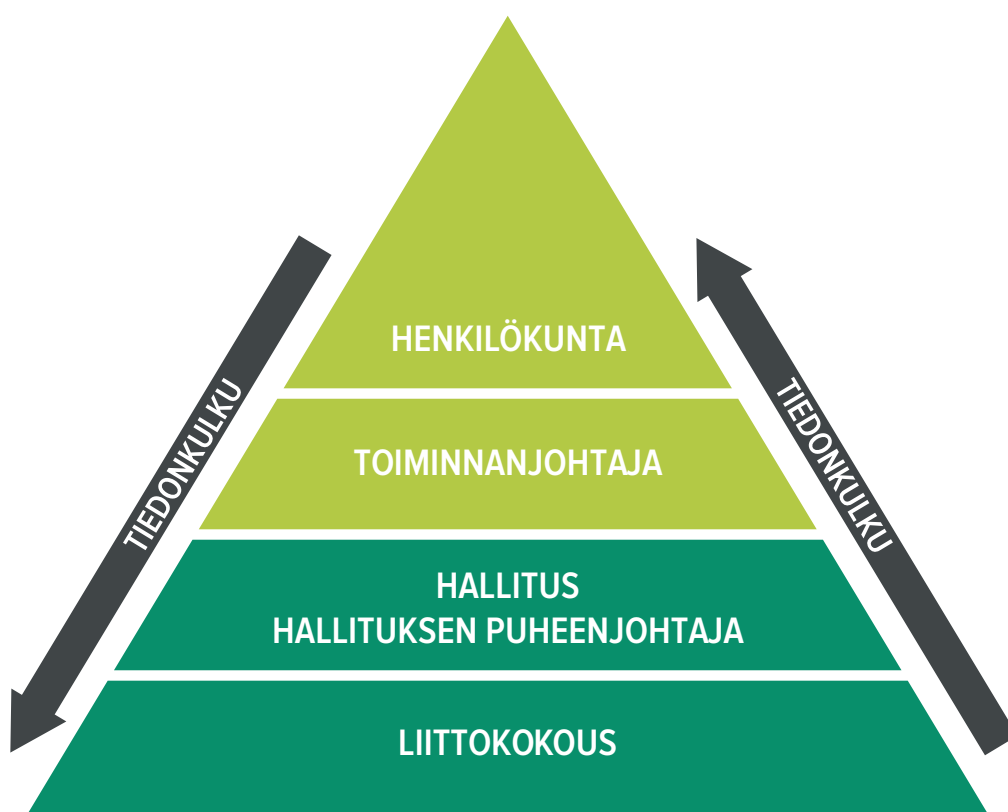 HENKILÖKUNTA
TIEDONKULKU
TIEDONKULKU
TOIMINNANJOHTAJA
HALLITUS
HALLITUKSEN PUHEENJOHTAJA
LIITTOKOKOUS